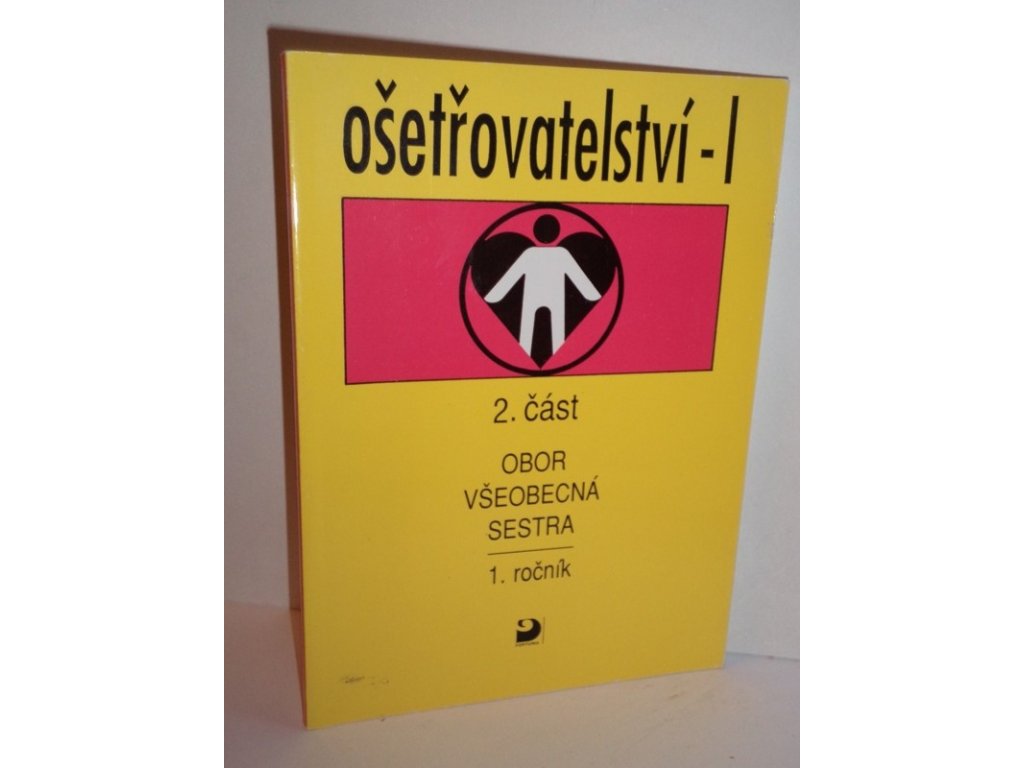 ošetřovatelství - I
2. část
OBOR
VŠEOBECNÁ
SESTRA
1. ročník